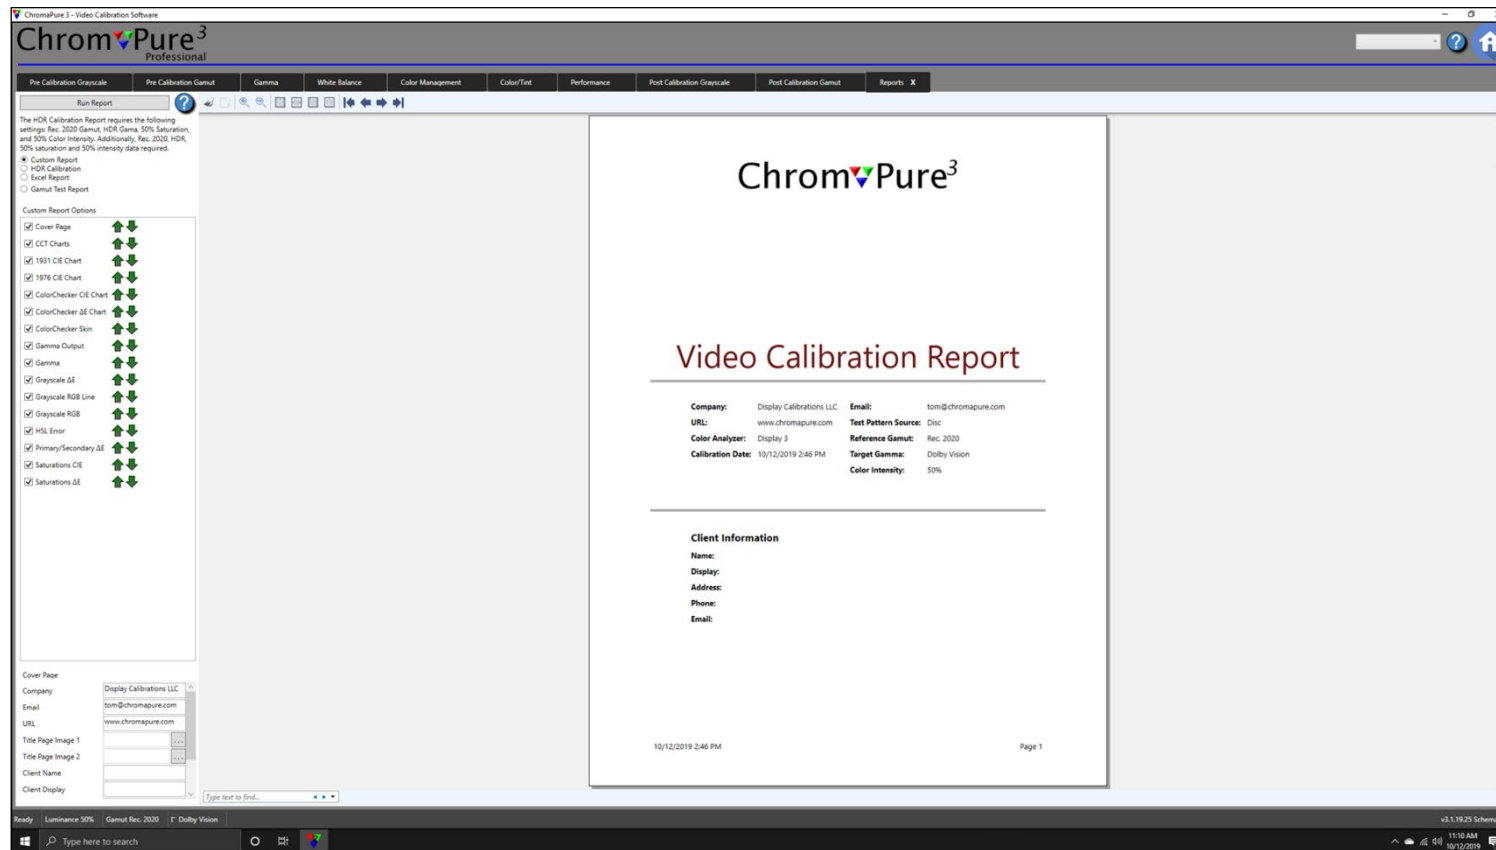 ChromaPure 3 - Video Calibration Software
Chrom Pure 3
Professional
Pre Calibration Grayscale
Pre Calibration Gamut
Gamma
White Balance
Color Management
Color/Tint
Performance
Post Calibration Grayscale
Post Calibration Gamut
Reports X
Run Report
The HDR Calibration Report requires the following
settings: Rec. 2020 Gamut, HDR Gama, 50% Saturation,
and 50% Color Intensity. Additionally, Rec. 2020, HDR,
50% saturation and 50% intensity data required.
Custom Report
HDR Calibration
Excel Report
Gamut Test Report
Custom Report Options
Cover Page
CCT Charts
1931 CIE Chart
1976 CIE Chart
ColorChecker CIE Chart
ColorChecker ΔE Chart
ColorChecker Skin
Gamma Output
Gamma
Grayscale ΔE
Grayscale RGB Line
Grayscale RGB
HSL Error
Primary/Secondary ΔE
Saturations CIE
Saturations ΔE
Cover Page
Company Display Calibrations LLC
Email tom@chromapure.com
URL www.chromapure.com
Title Page Image 1 ...
Title Page Image 2 ...
Client Name
Client Display
Chrom Pure 3
Video Calibration Report
Company: Display Calibrations LLC Email: tom@chromapure.com
URL: www.chromapure.com Test Pattern Source: Disc
Color Analyzer: Display 3 Reference Gamut: Rec. 2020
Calibration Date: 10/12/2019 2:46 PM Target Gamma: Dolby Vision
Color Intensity: 50%
Client Information
Name:
Display:
Address:
Phone:
Email:
10/12/2019 2:46 PM Page 1
Type text to find...
Ready Luminance 50% Gamut Rec. 2020 Γ Dolby Vision v3.1.19.25 Schema
Type here to search
11:10 AM
10/12/2019